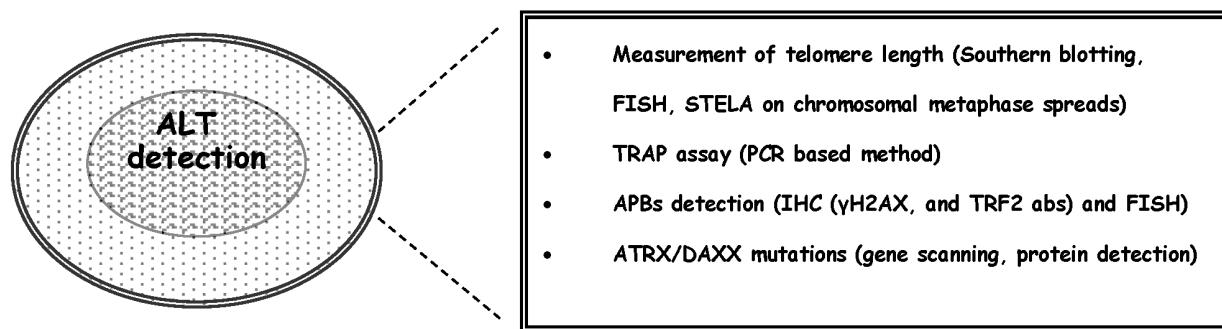 ALT
detection
• Measurement of telomere length (Southern blotting,
FISH, STELA on chromosomal metaphase spreads)
• TRAP assay (PCR based method)
• APBs detection (IHC (γH2AX, and TRF2 abs) and FISH)
• ATRX/DAXX mutations (gene scanning, protein detection)